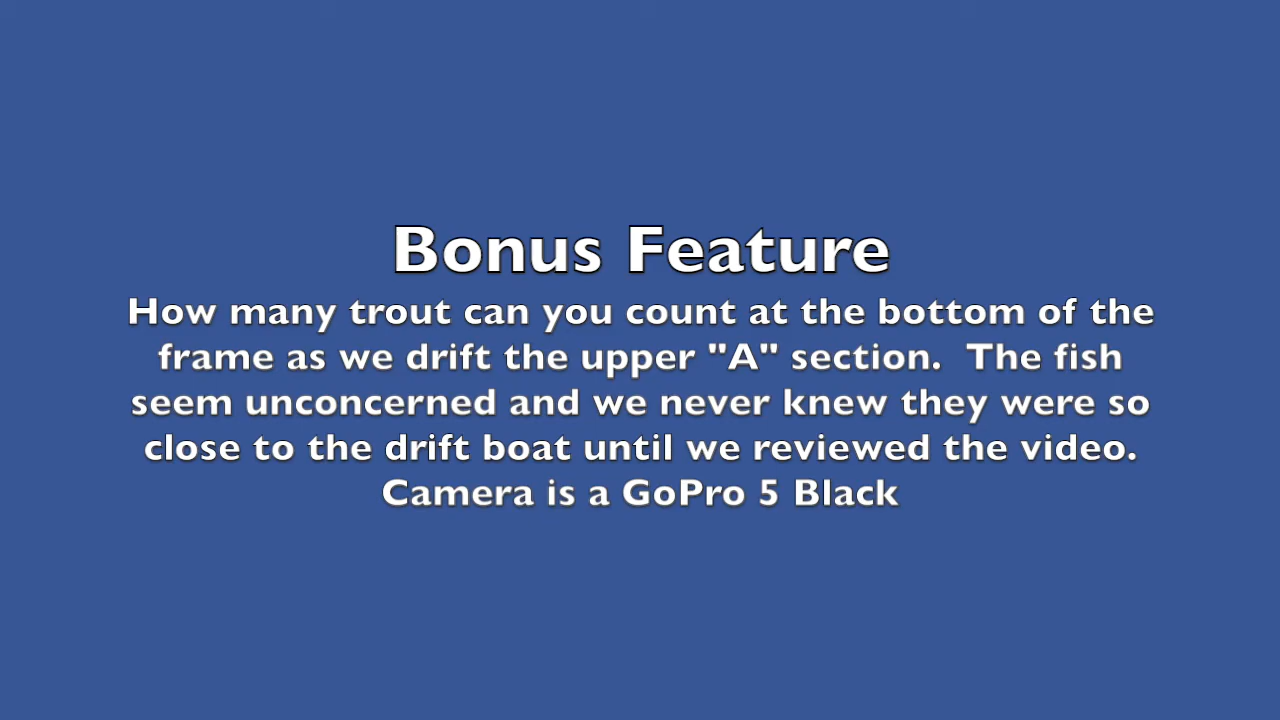 Bonus Feature
How many trout can you count at the bottom of the
frame as we drift the upper "A" section.  The fish
seem unconcerned and we never knew they were so
close to the drift boat until we reviewed the video.
Camera is a GoPro 5 Black